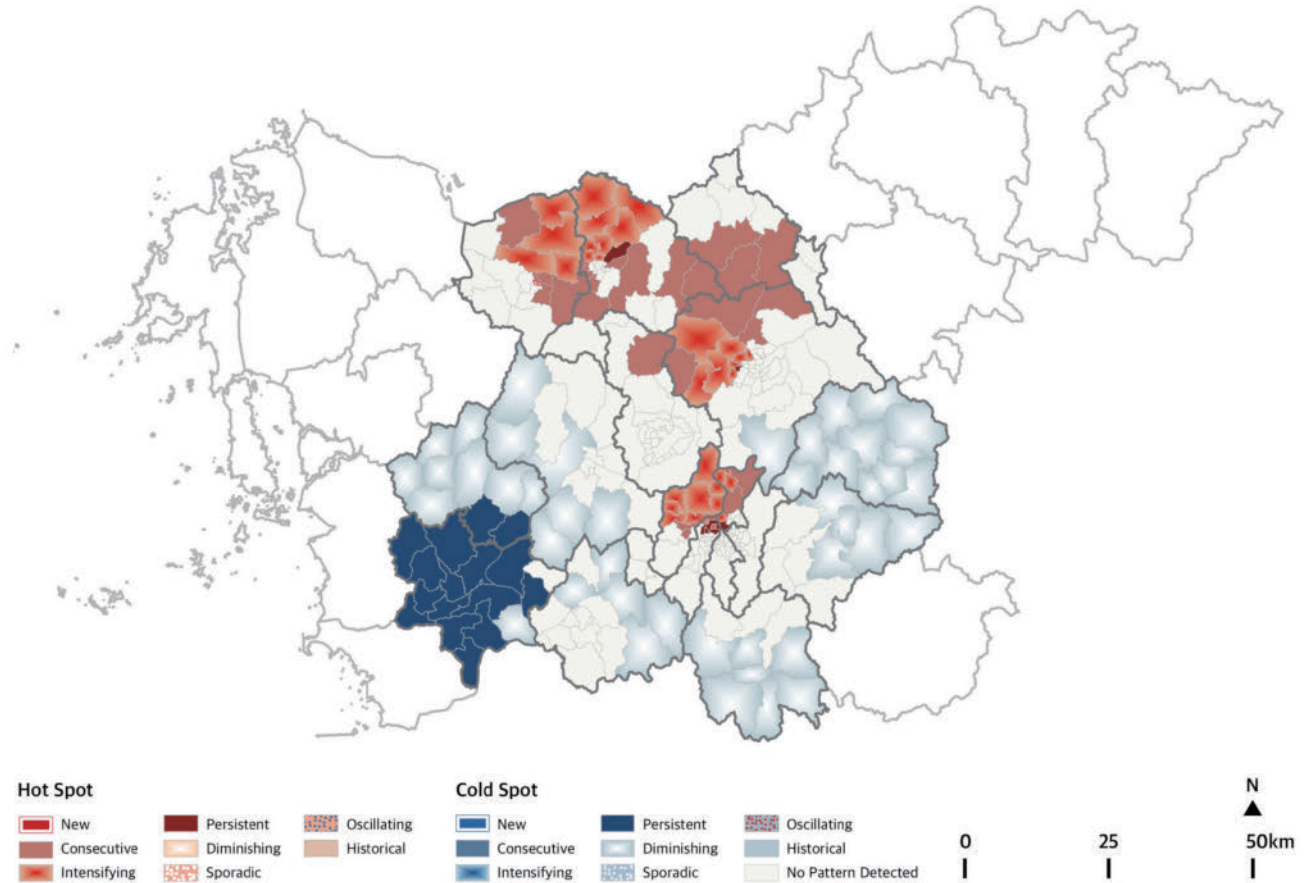 Hot Spot
New
Persistent
Oscillating
Consecutive
Diminishing
Historical
Intensifying
Sporadic
Cold Spot
New
Persistent
Oscillating
Consecutive
Diminishing
Historical
Intensifying
Sporadic
No Pattern Detected
N
0 25 50km